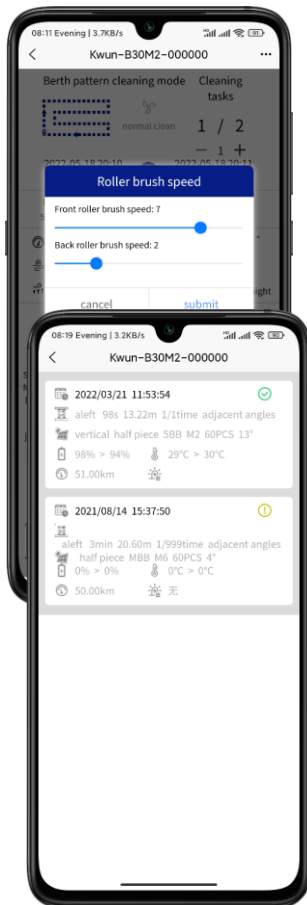 08:11 Evening | 3.7KB/s
Kwun-B30M2-000000
Berth pattern cleaning mode
Cleaning tasks
normal clean
1 / 2
— 1 +
2022-05-18 20:10
2022-05-18 20:11
Roller brush speed
Front roller brush speed: 7
Back roller brush speed: 2
cancel
submit
ight
08:19 Evening | 3.2KB/s
Kwun-B30M2-000000
2022/03/21 11:53:54
aleft 98s 13.22m 1/1time adjacent angles
vertical half piece 5BB M2 60PCS 13°
98% > 94%
29°C > 30°C
51.00km
2021/08/14 15:37:50
aleft 3min 20.60m 1/999time adjacent angles
half piece MBB M6 60PCS 4°
0% > 0%
0°C > 0°C
50.00km
无